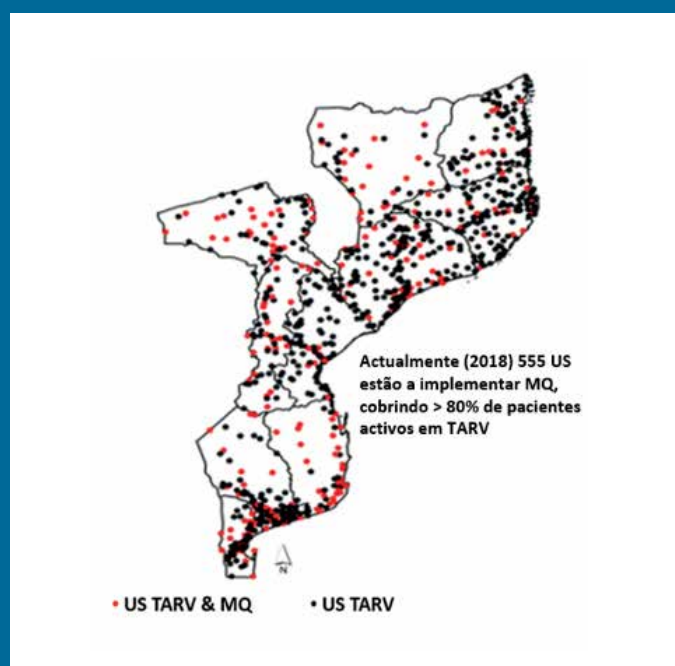 Actualmente (2018) 555 US
estão a implementar MQ,
cobrindo > 80% de pacientes
activos em TARV
N
• US TARV & MQ • US TARV